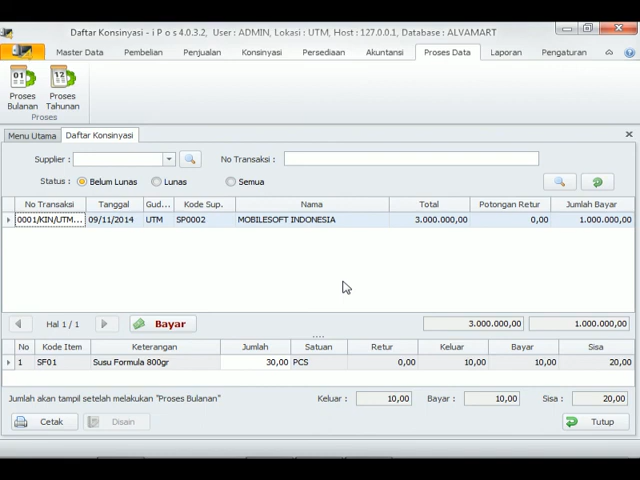 Daftar Konsinyasi - i P o s 4.0.3.2, User : ADMIN, Lokasi : UTM, Host : 127.0.0.1, Database : ALVAMART
Master Data Pembelian Penjualan Konsinyasi Persediaan Akuntansi Proses Data Laporan Pengaturan
01 12
Proses Bulanan
Proses Tahunan
Proses
Menu Utama Daftar Konsinyasi
Supplier : No Transaksi :
Status : Belum Lunas Lunas Semua
No Transaksi Tanggal Gud... Kode Sup. Nama Total Potongan Retur Jumlah Bayar
0001/KIN/UTM... 09/11/2014 UTM SP0002 MOBILESOFT INDONESIA 3.000.000,00 0,00 1.000.000,00
Hal 1 / 1 Bayar 3.000.000,00 1.000.000,00
No Kode Item Keterangan Jumlah Satuan Retur Keluar Bayar Sisa
1 SF01 Susu Formula 800gr 30,00 PCS 0,00 10,00 10,00 20,00
Jumlah akan tampil setelah melakukan "Proses Bulanan" Keluar : 10,00 Bayar : 10,00 Sisa : 20,00
Cetak Disain Tutup